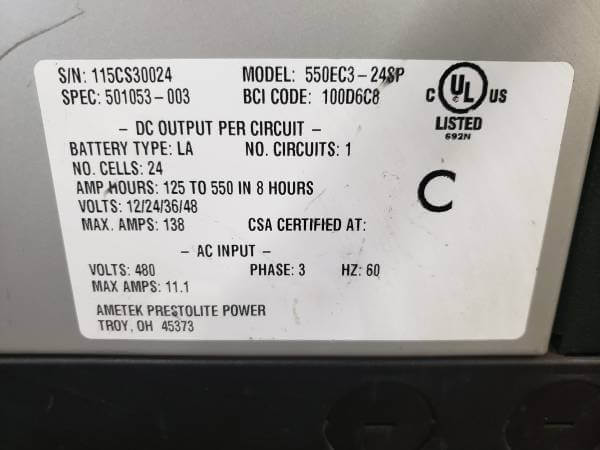 S/N: 115CS30024 MODEL: 550EC3-24SP
SPEC: 501053-003 BCI CODE: 100D6C8
C UL US
LISTED
692N
- DC OUTPUT PER CIRCUIT -
BATTERY TYPE: LA NO. CIRCUITS: 1
NO. CELLS: 24
AMP HOURS: 125 TO 550 IN 8 HOURS
VOLTS: 12/24/36/48
MAX. AMPS: 138 CSA CERTIFIED AT:
C
- AC INPUT -
VOLTS: 480 PHASE: 3 HZ: 60
MAX AMPS: 11.1
AMETEK PRESTOLITE POWER
TROY, OH 45373